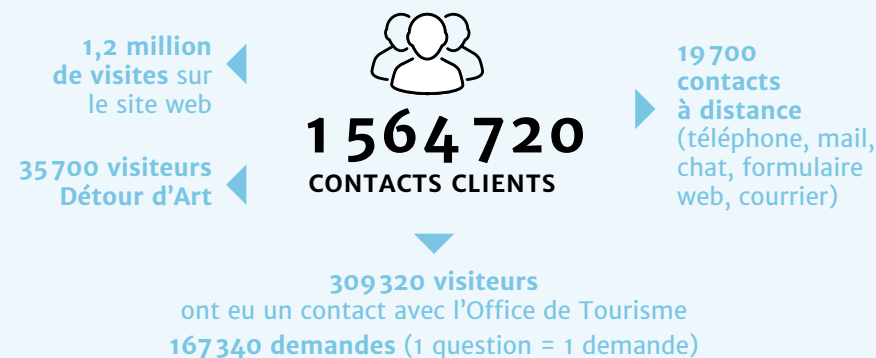 1,2 million
de visites sur
le site web
35 700 visiteurs
Détour d’Art
1 564 720
CONTACTS CLIENTS
19 700
contacts
à distance
(téléphone, mail,
chat, formulaire
web, courrier)
309 320 visiteurs
ont eu un contact avec l’Office de Tourisme
167 340 demandes (1 question = 1 demande)